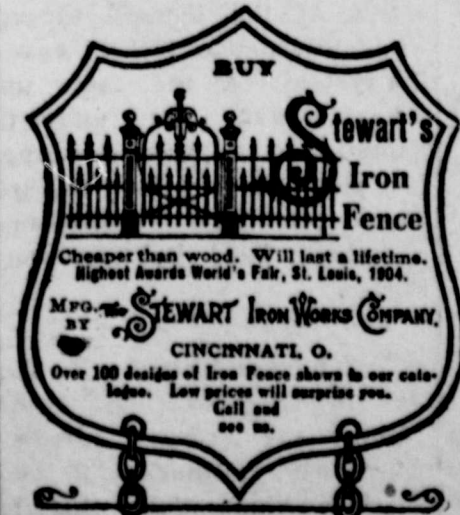 BUY
Stewart's
Iron
Fence
Cheaper than wood. Will last a lifetime.
Highest Awards World's Fair, St. Louis, 1904.
MFG. BY The STEWART IRON WORKS COMPANY.
CINCINNATI, O.
Over 100 designs of Iron Fence shown in our cata-
logue. Low prices will surprise you.
Call and
see us.